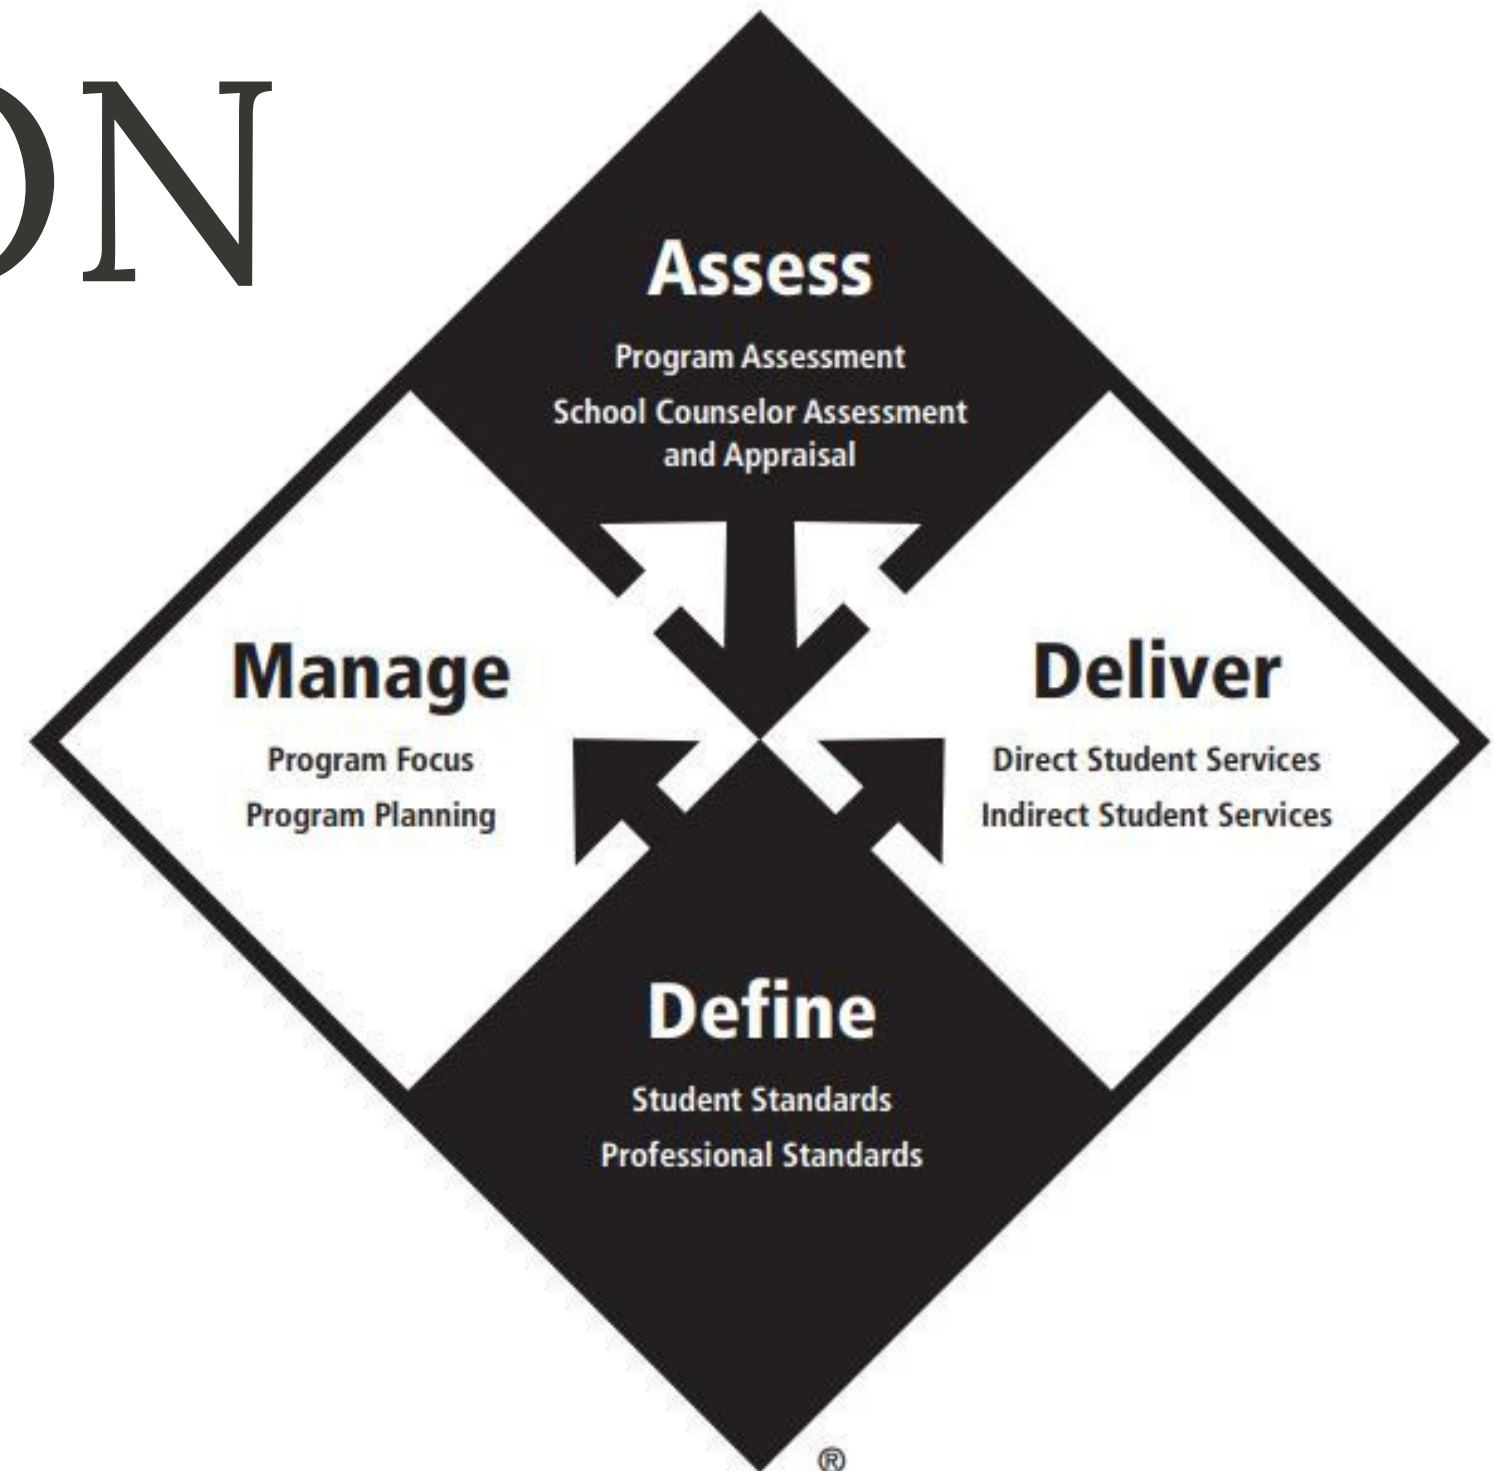 ON
Assess
Program Assessment
School Counselor Assessment
and Appraisal
Manage
Program Focus
Program Planning
Deliver
Direct Student Services
Indirect Student Services
Define
Student Standards
Professional Standards
®